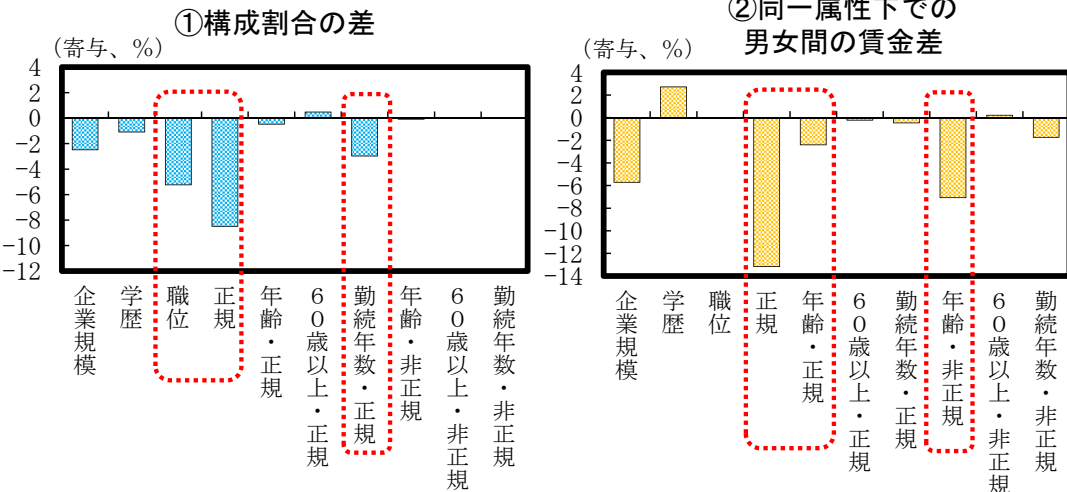 ①構成割合の差
(寄与、%)
4
2
0
−2
−4
−6
−8
−10
−12
企業規模
学歴
職位
正規
年齢・正規
60歳以上・正規
勤続年数・正規
年齢・非正規
60歳以上・非正規
勤続年数・非正規
②同一属性下での
男女間の賃金差
(寄与、%)
4
2
0
−2
−4
−6
−8
−10
−12
−14
企業規模
学歴
職位
正規
年齢・正規
60歳以上・正規
勤続年数・正規
年齢・非正規
60歳以上・非正規
勤続年数・非正規